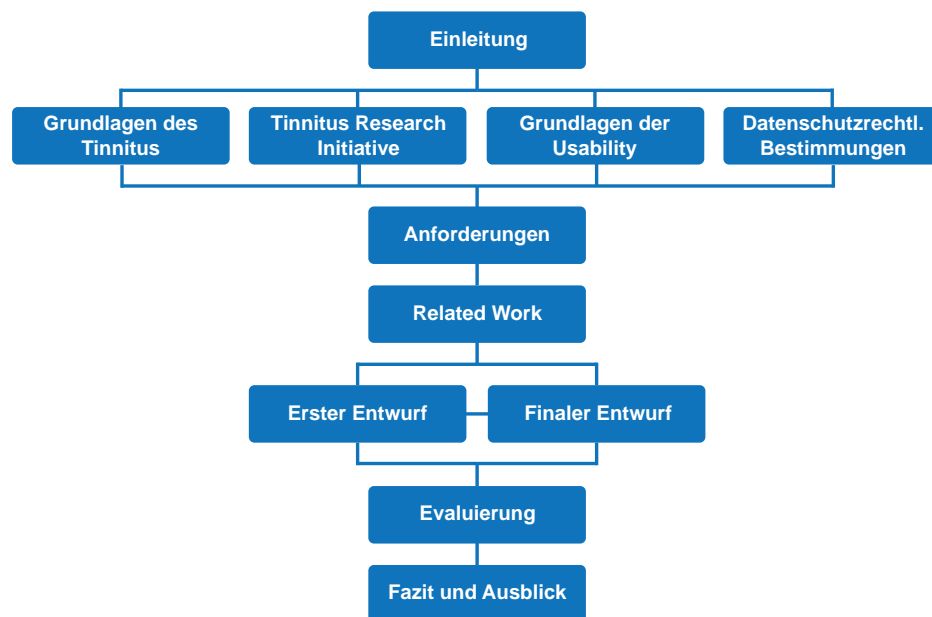 Einleitung
Grundlagen des
Tinnitus
Tinnitus Research
Initiative
Grundlagen der
Usability
Datenschutzrechtl.
Bestimmungen
Anforderungen
Related Work
Erster Entwurf
Finaler Entwurf
Evaluierung
Fazit und Ausblick